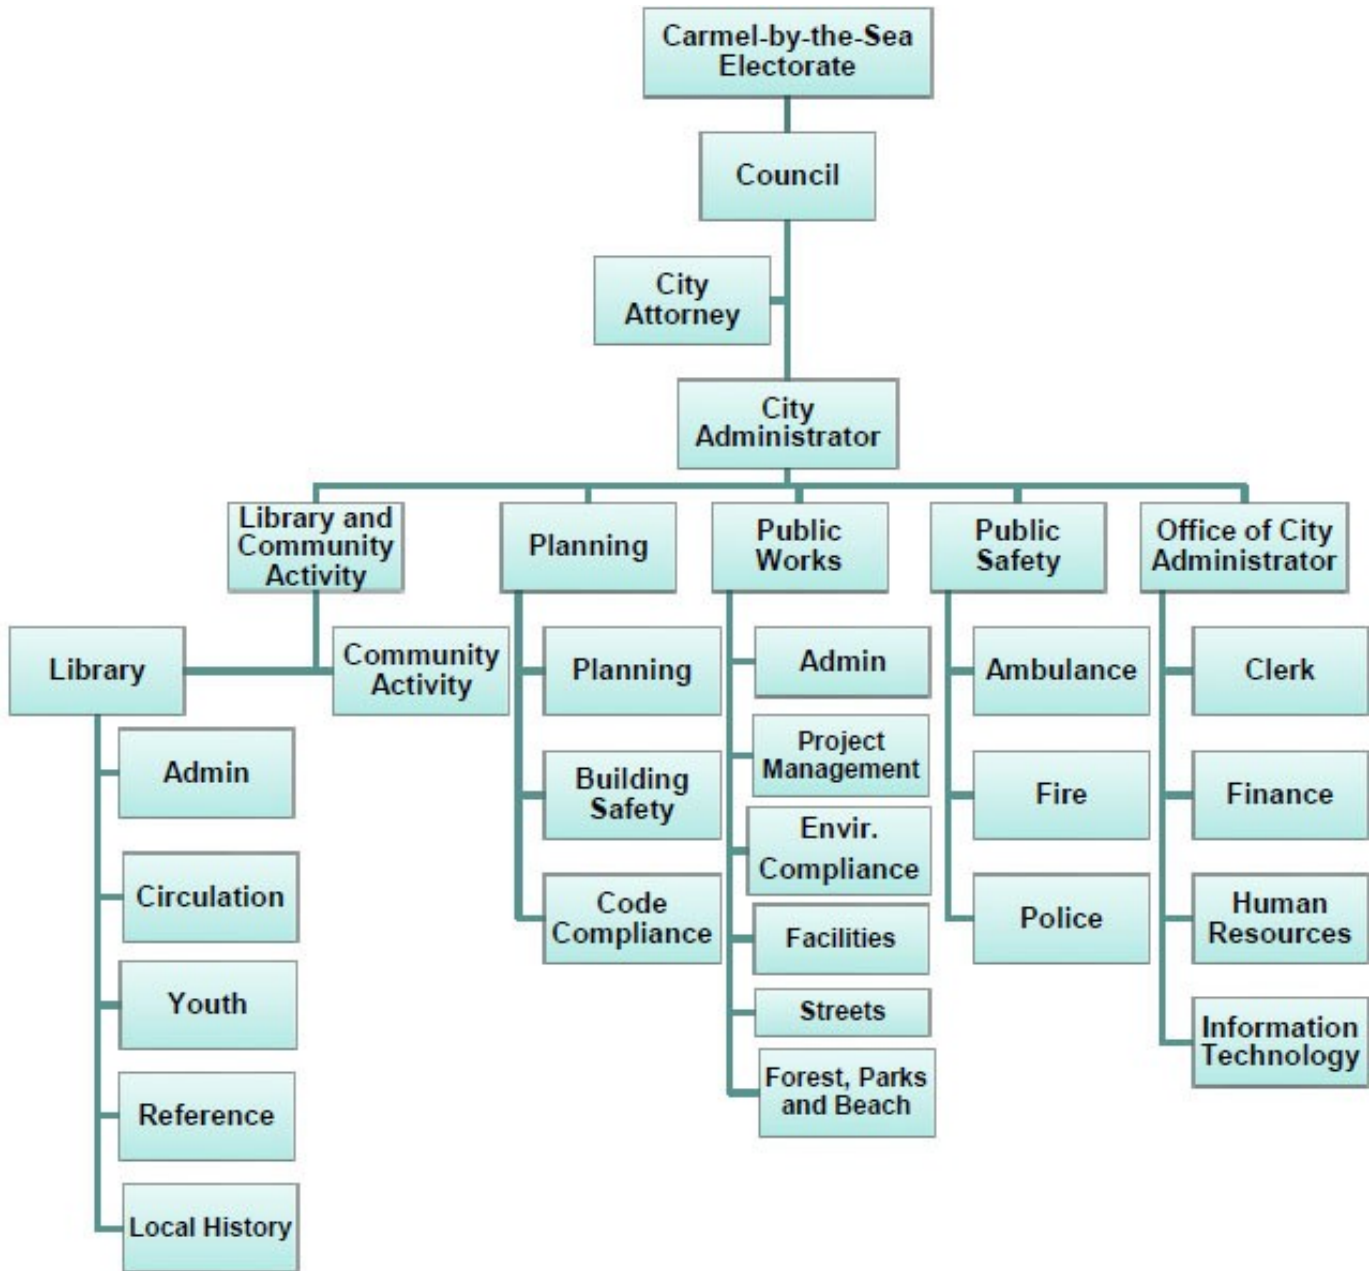 Carmel-by-the-Sea
Electorate
Council
City
Attorney
City
Administrator
Library and
Community
Activity
Planning
Public
Works
Public
Safety
Office of City
Administrator
Library
Community
Activity
Admin
Circulation
Youth
Reference
Local History
Planning
Building
Safety
Code
Compliance
Admin
Project
Management
Envir.
Compliance
Facilities
Streets
Forest, Parks
and Beach
Ambulance
Fire
Police
Clerk
Finance
Human
Resources
Information
Technology